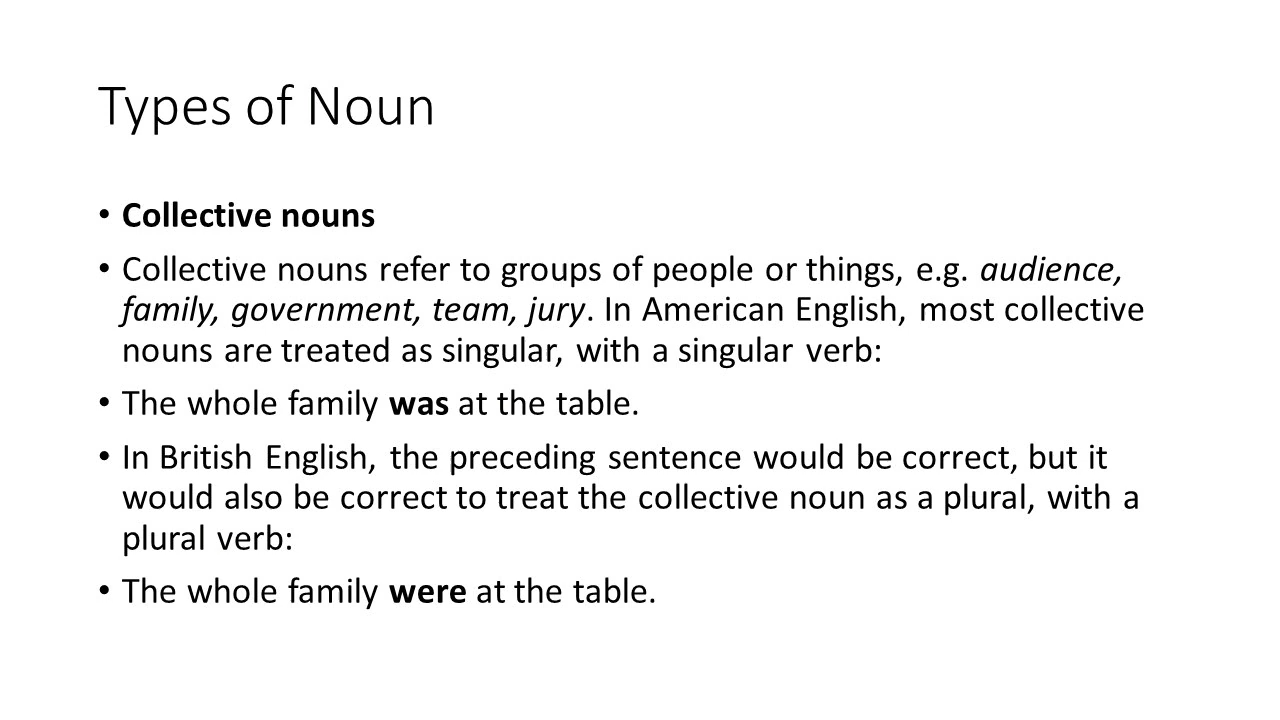 Types of Noun
• Collective nouns
• Collective nouns refer to groups of people or things, e.g. audience,
family, government, team, jury. In American English, most collective
nouns are treated as singular, with a singular verb:
• The whole family was at the table.
• In British English, the preceding sentence would be correct, but it
would also be correct to treat the collective noun as a plural, with a
plural verb:
• The whole family were at the table.